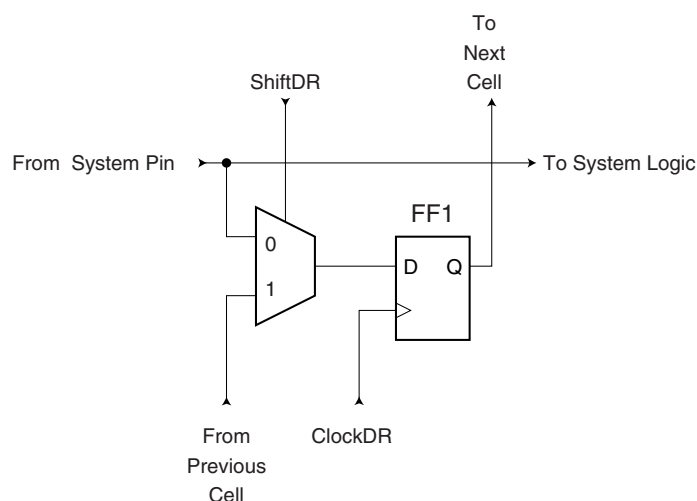 To
Next
Cell
ShiftDR
From System Pin
To System Logic
FF1
0
D Q
1
From
Previous
Cell
ClockDR